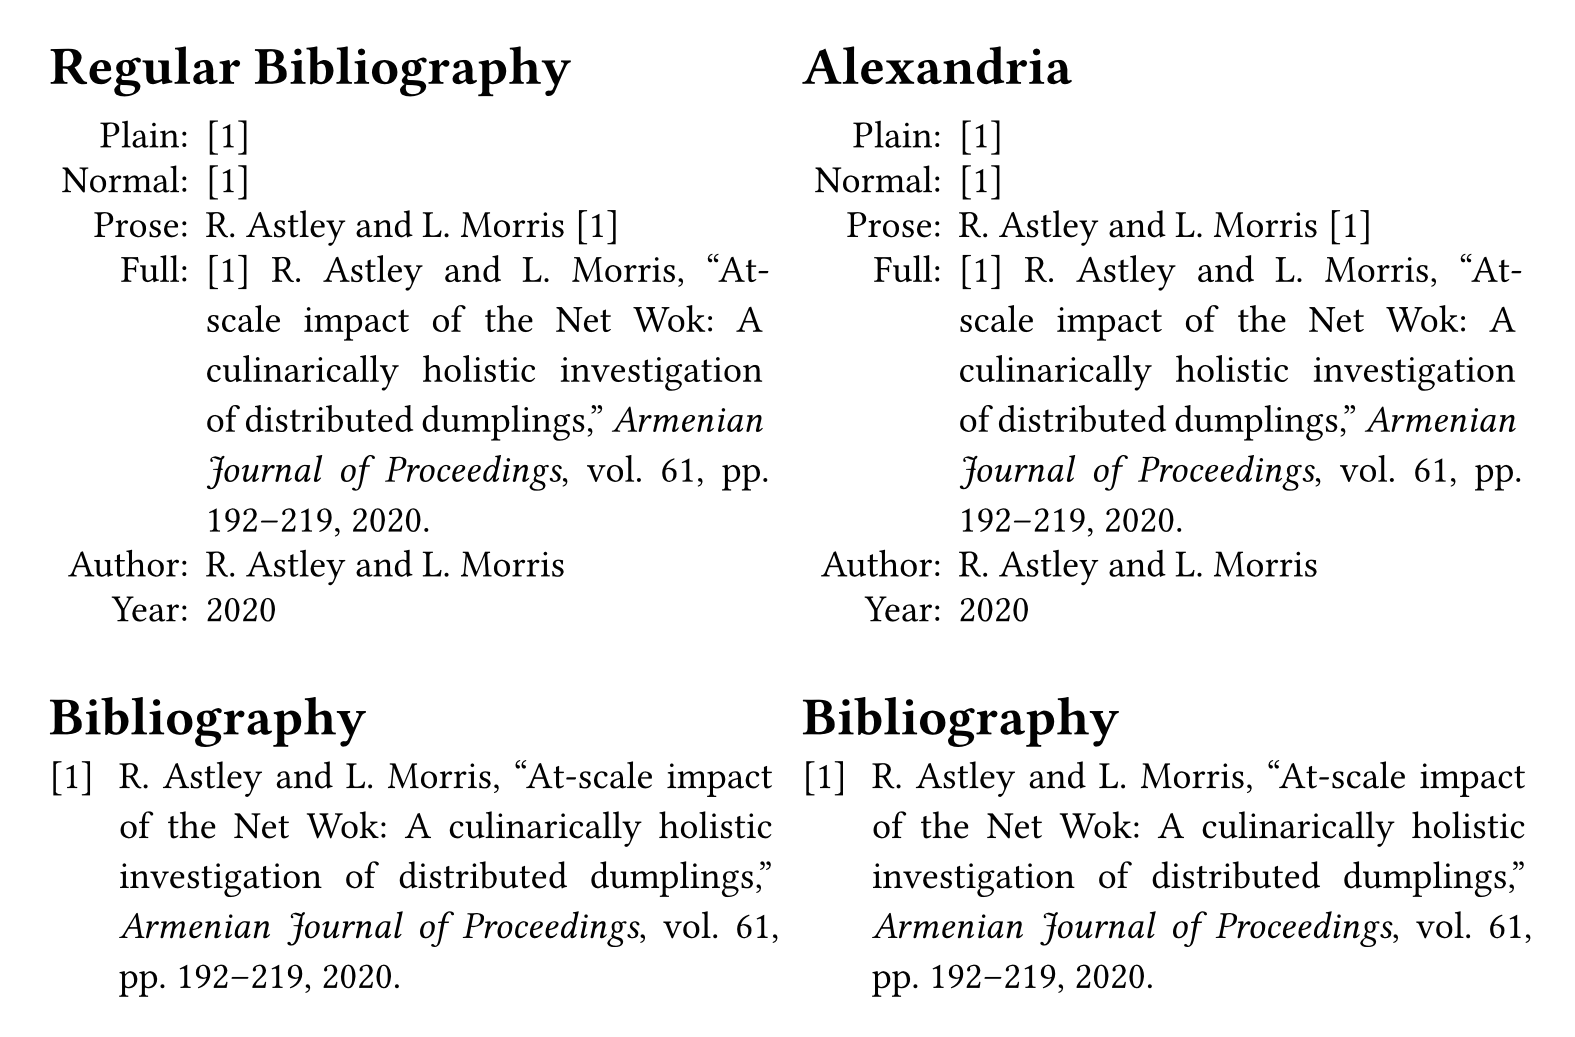 Regular Bibliography
Plain: [1]
Normal: [1]
Prose: R. Astley and L. Morris [1]
Full: [1] R. Astley and L. Morris, “At-
scale impact of the Net Wok: A
culinarically holistic investigation
of distributed dumplings,” Armenian
Journal of Proceedings, vol. 61, pp.
192–219, 2020.
Author: R. Astley and L. Morris
Year: 2020
Bibliography
[1] R. Astley and L. Morris, “At-scale impact
of the Net Wok: A culinarically holistic
investigation of distributed dumplings,”
Armenian Journal of Proceedings, vol. 61,
pp. 192–219, 2020.
Alexandria
Plain: [1]
Normal: [1]
Prose: R. Astley and L. Morris [1]
Full: [1] R. Astley and L. Morris, “At-
scale impact of the Net Wok: A
culinarically holistic investigation
of distributed dumplings,” Armenian
Journal of Proceedings, vol. 61, pp.
192–219, 2020.
Author: R. Astley and L. Morris
Year: 2020
Bibliography
[1] R. Astley and L. Morris, “At-scale impact
of the Net Wok: A culinarically holistic
investigation of distributed dumplings,”
Armenian Journal of Proceedings, vol. 61,
pp. 192–219, 2020.